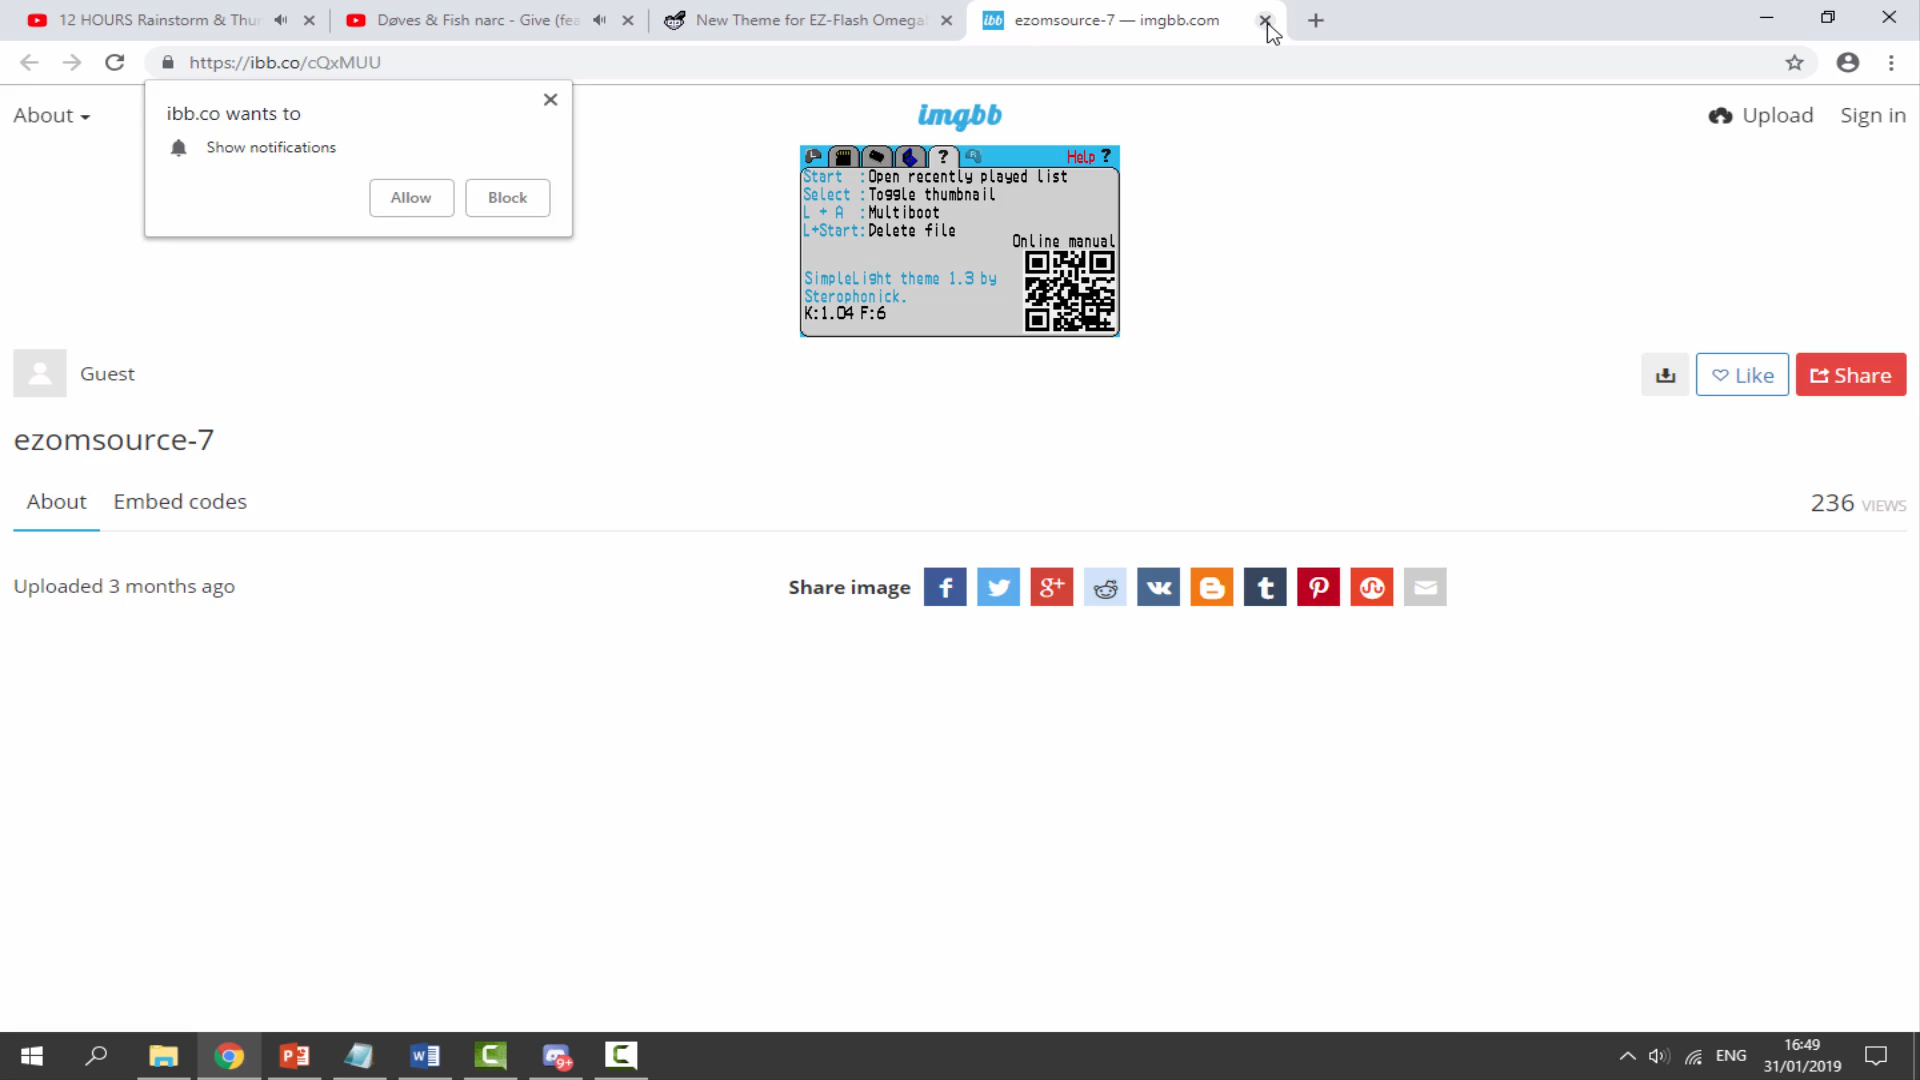 12 HOURS Rainstorm & Thur
Døves & Fish narc - Give (fea
New Theme for EZ-Flash Omega
ibb
ezomsource-7 — imgbb.com
https://ibb.co/cQxMUU
ibb.co wants to
Show notifications
Allow
Block
About
imgbb
Upload
Sign in
Help ?
Start :Open recently played list
Select :Toggle thumbnail
L + A :Multiboot
L+Start:Delete file
Online manual
SimpleLight theme 1.3 by
Sterophonick.
K:1.04 F:6
Guest
Like
Share
ezomsource-7
About
Embed codes
236 VIEWS
Uploaded 3 months ago
Share image
9+
ENG
16:49
31/01/2019